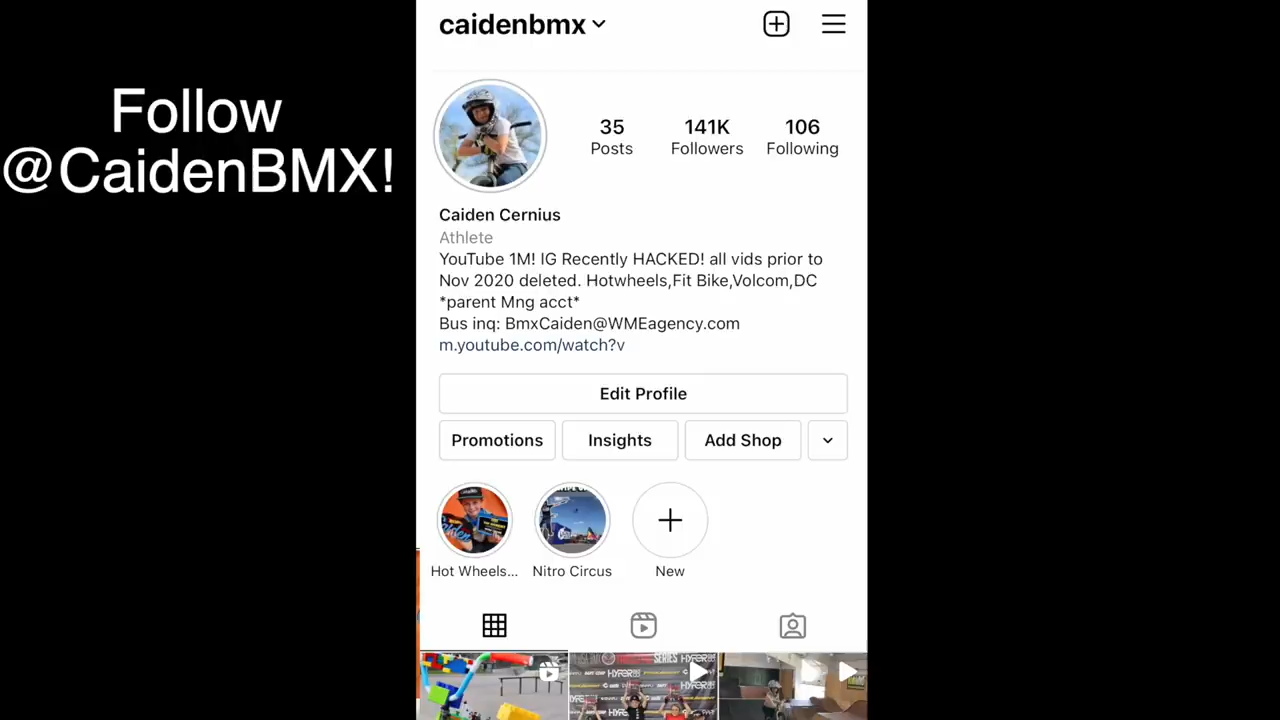 Follow
@CaidenBMX!
caidenbmx
35
Posts
141K
Followers
106
Following
Caiden Cernius
Athlete
YouTube 1M! IG Recently HACKED! all vids prior to
Nov 2020 deleted. Hotwheels,Fit Bike,Volcom,DC
*parent Mng acct*
Bus inq: BmxCaiden@WMEagency.com
m.youtube.com/watch?v
Edit Profile
Promotions
Insights
Add Shop
Hot Wheels...
Nitro Circus
New
SERIES
HYPER